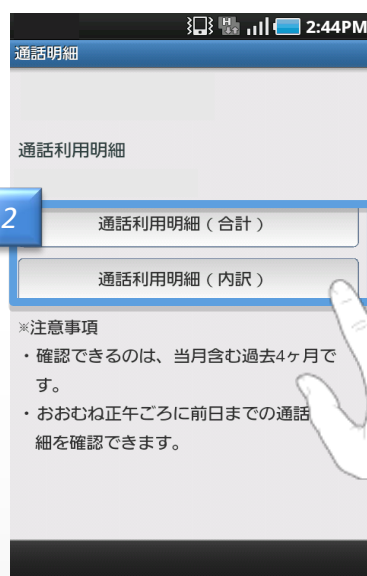 H 2:44PM
通話明細
通話利用明細
2
通話利用明細（合計）
通話利用明細（内訳）
※注意事項
・確認できるのは、当月含む過去4ヶ月で
す。
・おおむね正午ごろに前日までの通話
細を確認できます。